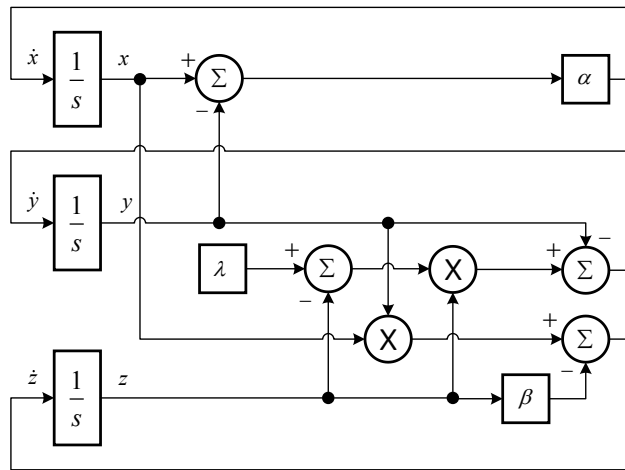 ẋ 1/s x + Σ − α
ẏ 1/s y −
λ + Σ − X + Σ
X + Σ −
ż 1/s z β